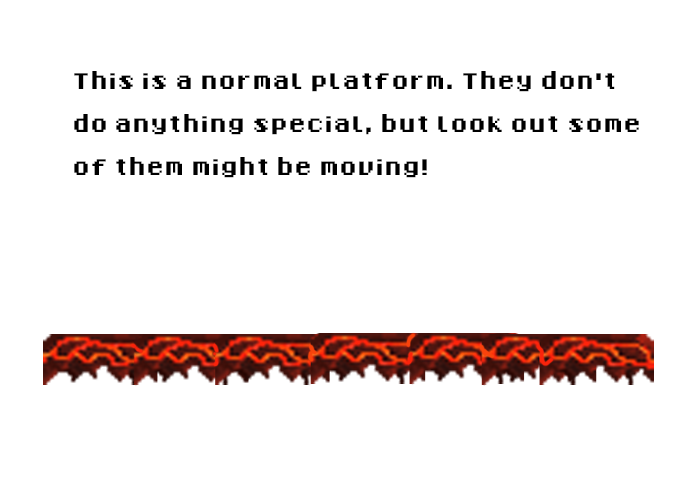 This is a normal platform. They don't
do anything special, but look out some
of them might be moving!